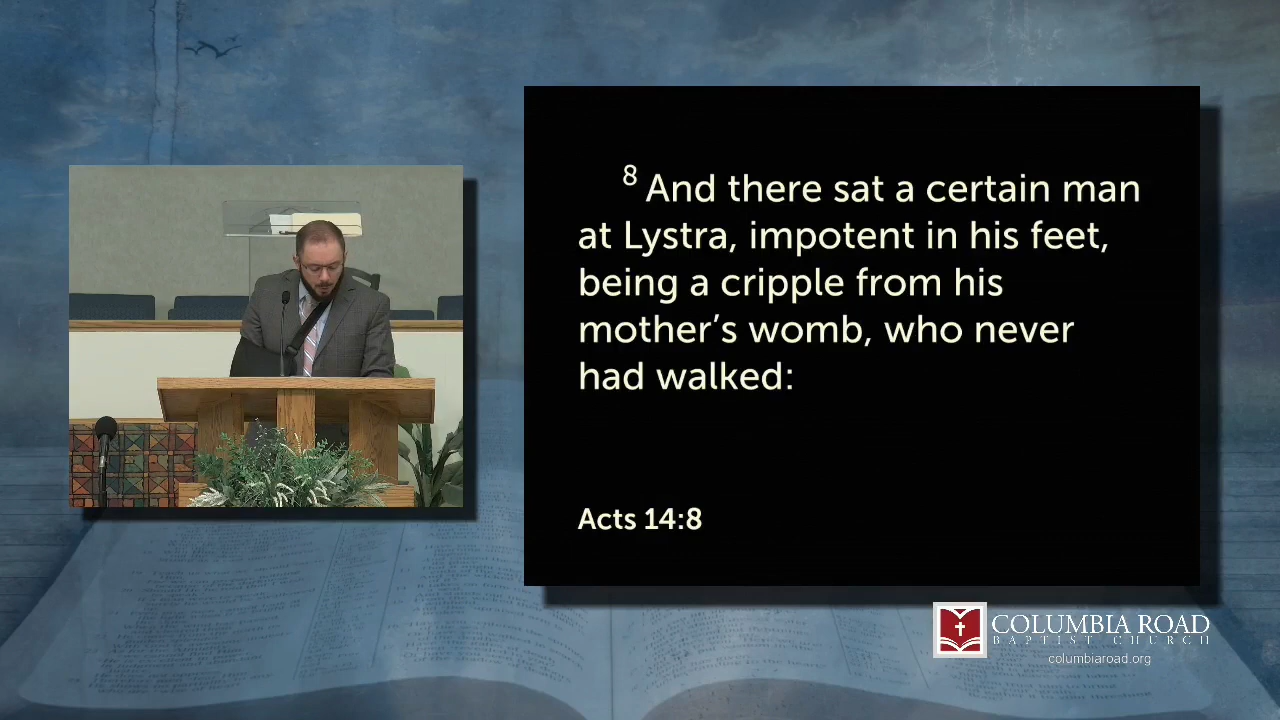 8 And there sat a certain man
at Lystra, impotent in his feet,
being a cripple from his
mother’s womb, who never
had walked:
Acts 14:8
COLUMBIA ROAD
BAPTIST CHURCH
columbiaroad.org